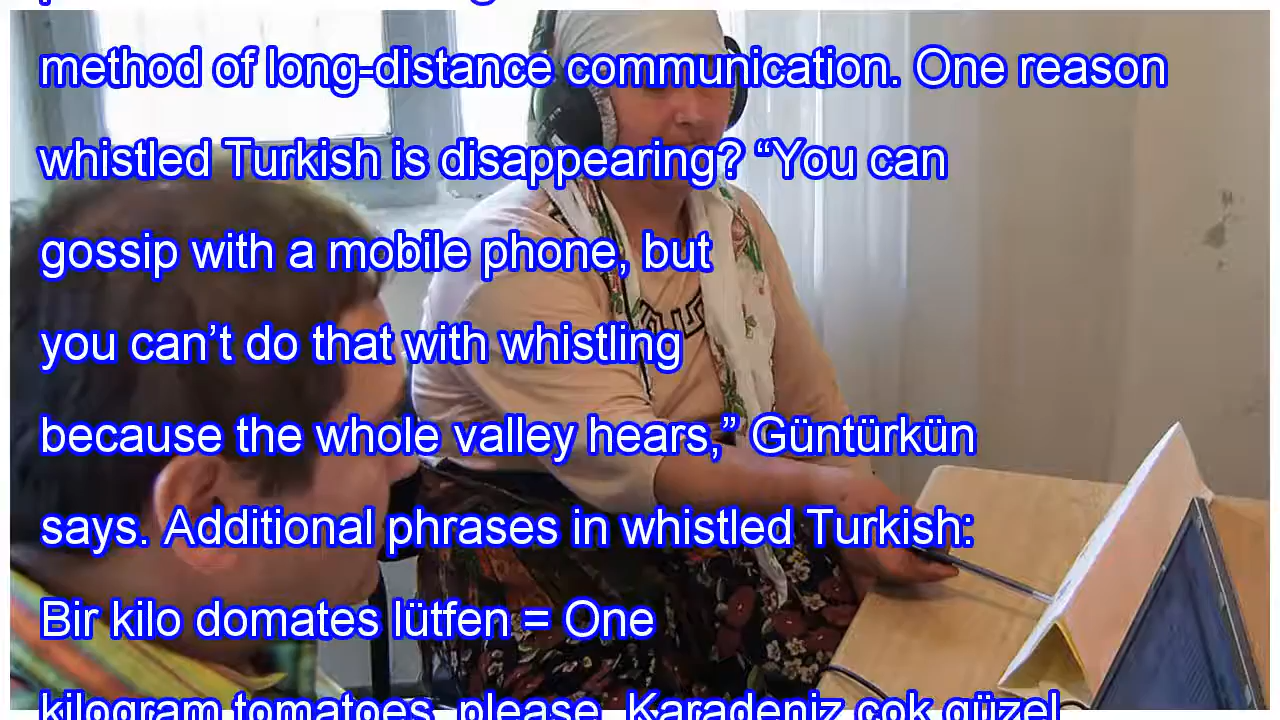 method of long-distance communication. One reason
whistled Turkish is disappearing? “You can
gossip with a mobile phone, but
you can’t do that with whistling
because the whole valley hears,” Güntürkün
says. Additional phrases in whistled Turkish:
Bir kilo domates lütfen = One
kilogram tomatoes, please. Karadeniz çok güzel